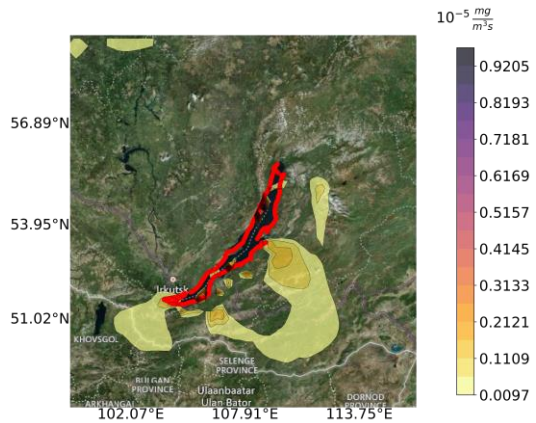 10⁻⁵ mg/m³s
56.89°N
53.95°N
51.02°N
102.07°E
107.91°E
113.75°E
Irkutsk
KHOVSGOL
BULGAN
PROVINCE
ARKHANGAI
SELENGE
PROVINCE
Ulaanbaatar
Ulan Bator
DORNOD
PROVINCE
0.9205
0.8193
0.7181
0.6169
0.5157
0.4145
0.3133
0.2121
0.1109
0.0097